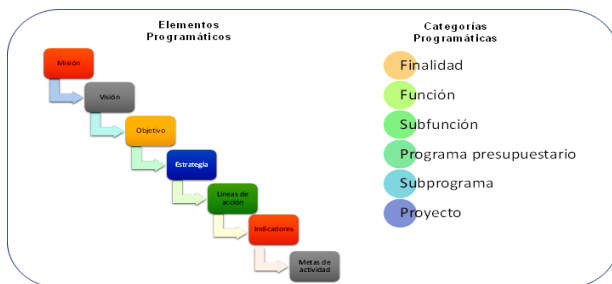 Elementos
Programáticos
Misión
Visión
Objetivo
Estrategia
Líneas de
acción
Indicadores
Metas de
actividad
Categorías
Programáticas
Finalidad
Función
Subfunción
Programa presupuestario
Subprograma
Proyecto